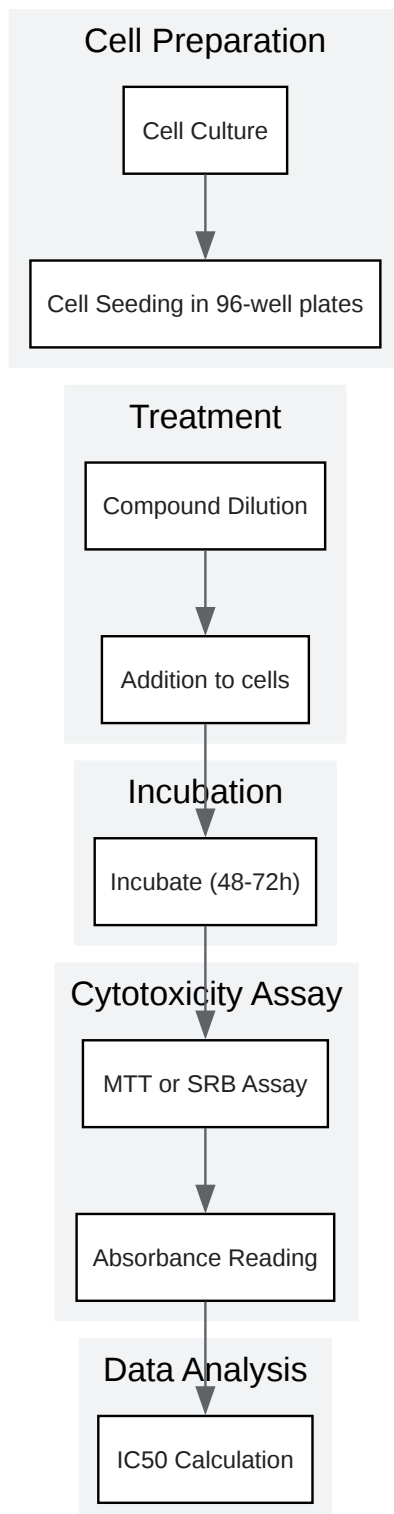 Cell Preparation
Cell Culture
Cell Seeding in 96-well plates
Treatment
Compound Dilution
Addition to cells
Incubation
Incubate (48-72h)
Cytotoxicity Assay
MTT or SRB Assay
Absorbance Reading
Data Analysis
IC50 Calculation